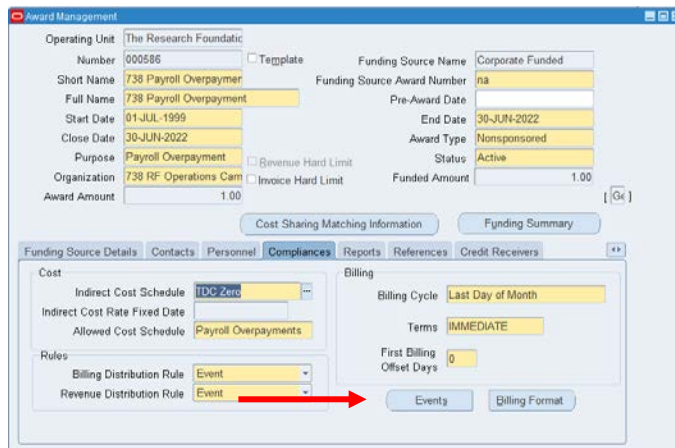 Award Management
Operating Unit The Research Foundatic
Number 000586 Template Funding Source Name Corporate Funded
Short Name 738 Payroll Overpaymer Funding Source Award Number na
Full Name 738 Payroll Overpayment Pre-Award Date
Start Date 01-JUL-1999 End Date 30-JUN-2022
Close Date 30-JUN-2022 Award Type Nonsponsored
Purpose Payroll Overpayment Revenue Hard Limit Status Active
Organization 738 RF Operations Cam Invoice Hard Limit Funded Amount 1.00
Award Amount 1.00 [ Ge ]
Cost Sharing Matching Information Funding Summary
Funding Source Details Contacts Personnel Compliances Reports References Credit Receivers
Cost Billing
Indirect Cost Schedule TDC Zero ... Billing Cycle Last Day of Month
Indirect Cost Rate Fixed Date
Allowed Cost Schedule Payroll Overpayments Terms IMMEDIATE
Rules
Billing Distribution Rule Event First Billing Offset Days 0
Revenue Distribution Rule Event Events Billing Format